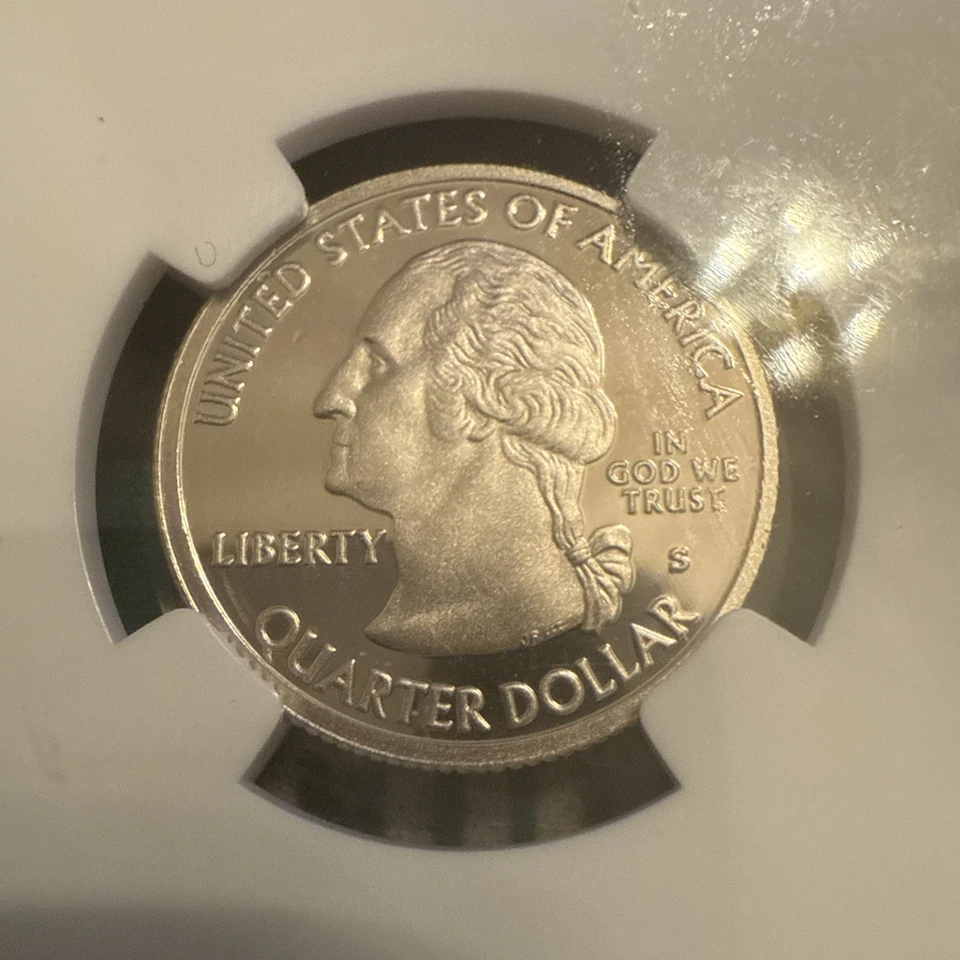 UNITED STATES OF AMERICA
LIBERTY
IN
GOD WE
TRUST
S
QUARTER DOLLAR